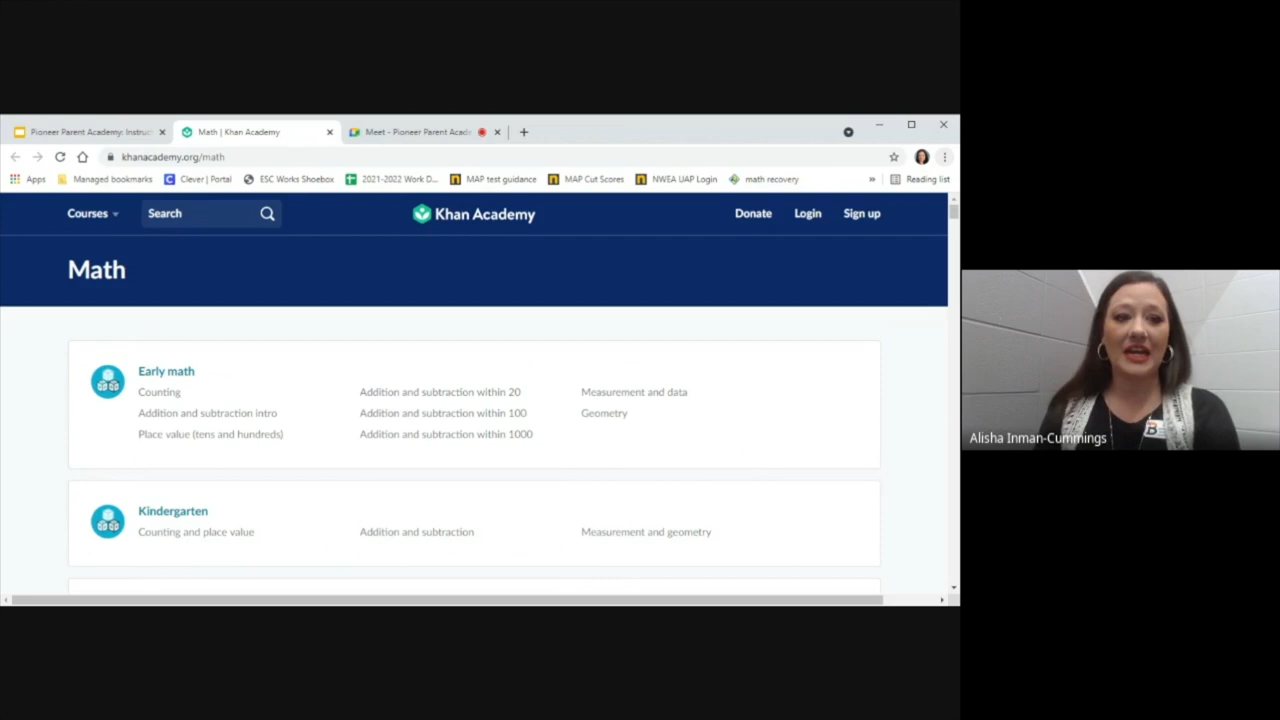 Pioneer Parent Academy: Instruc
Math | Khan Academy
Meet - Pioneer Parent Acade
khanacademy.org/math
Apps Managed bookmarks Clever | Portal ESC Works Shoebox 2021-2022 Work D... MAP test guidance MAP Cut Scores NWEA UAP Login math recovery » Reading list
Courses Search Khan Academy Donate Login Sign up
Math
Early math
Counting Addition and subtraction within 20 Measurement and data
Addition and subtraction intro Addition and subtraction within 100 Geometry
Place value (tens and hundreds) Addition and subtraction within 1000
Kindergarten
Counting and place value Addition and subtraction Measurement and geometry
B
Alisha Inman-Cummings